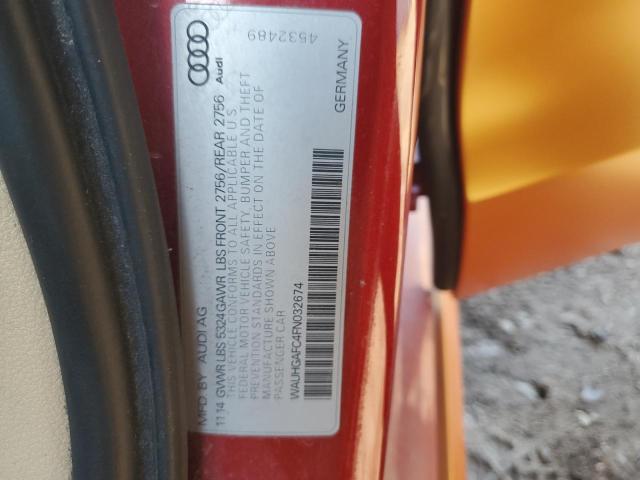 MFD. BY AUDI AG
11 14 GVWR LBS 5324 GAWR LBS FRONT 2756/REAR 2756
THIS VEHICLE CONFORMS TO ALL APPLICABLE U S
FEDERAL MOTOR VEHICLE SAFETY, BUMPER AND THEFT
PREVENTION STANDARDS IN EFFECT ON THE DATE OF
MANUFACTURE SHOWN ABOVE
PASSENGER CAR
WAUHGAFC4FN032674
Audi
4532489
GERMANY